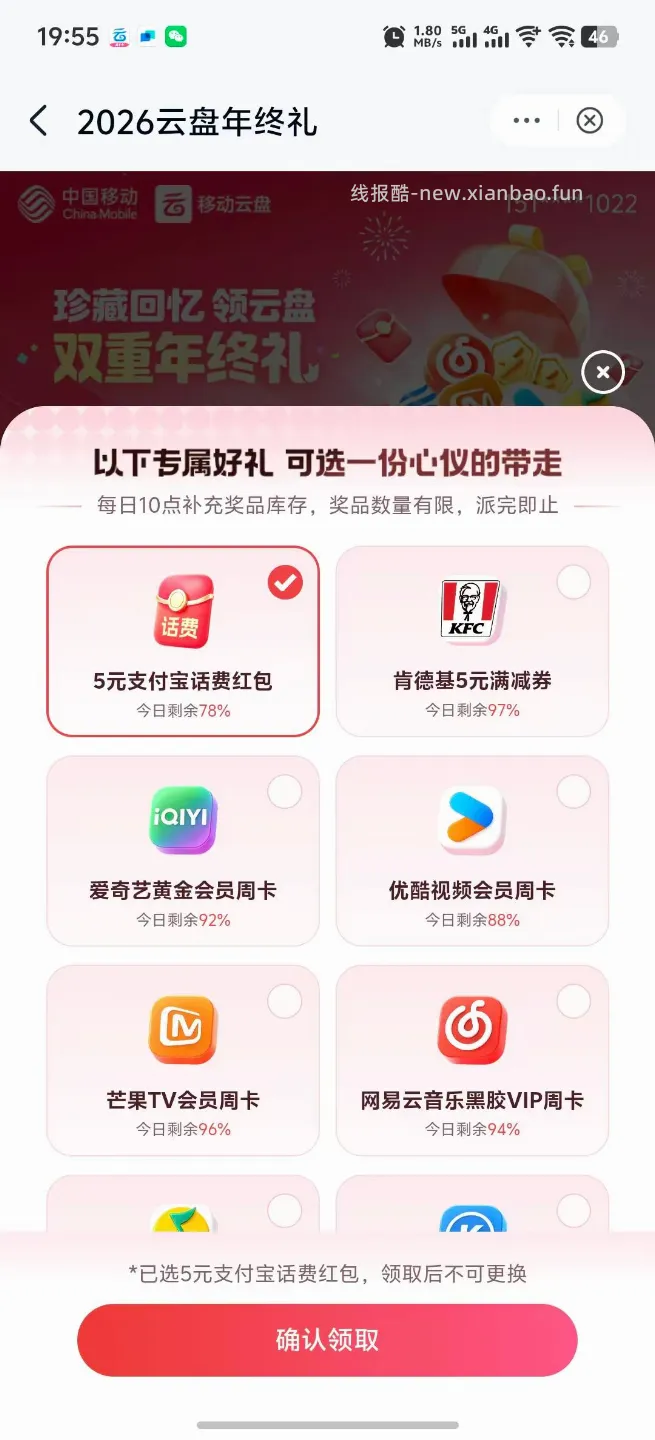 19:55
1.80 MB/s 5G 4G 46
2026云盘年终礼
中国移动 China Mobile 云 移动云盘
线报酷-new.xianbao.fun
1022
珍藏回忆 领云盘
双重年终礼
以下专属好礼 可选一份心仪的带走
每日10点补充奖品库存，奖品数量有限，派完即止
话费
KFC
5元支付宝话费红包
肯德基5元满减券
今日剩余78%
今日剩余97%
iQIYI
爱奇艺黄金会员周卡
优酷视频会员周卡
今日剩余92%
今日剩余88%
芒果TV会员周卡
网易云音乐黑胶VIP周卡
今日剩余96%
今日剩余94%
*已选5元支付宝话费红包，领取后不可更换
确认领取